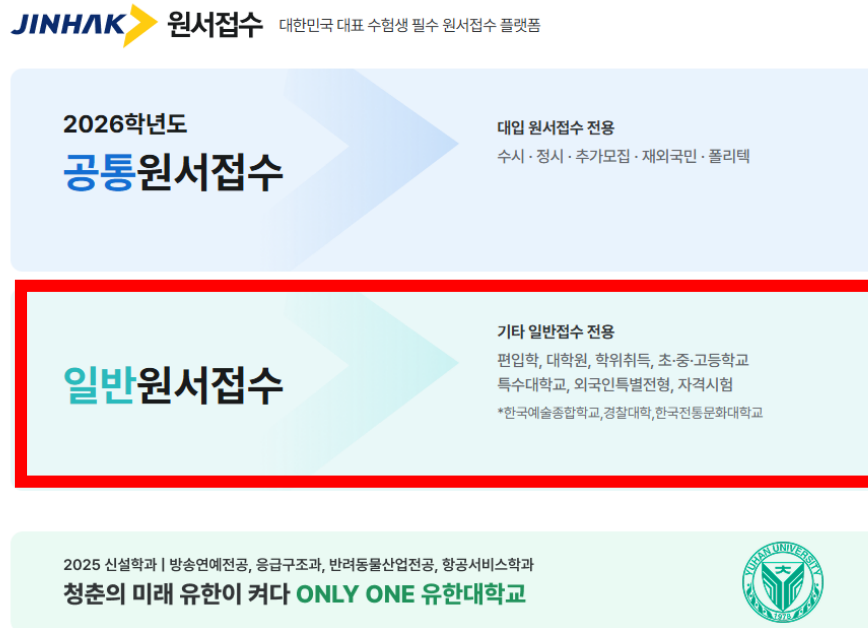 JINHAK 원서접수 대한민국 대표 수험생 필수 원서접수 플랫폼
2026학년도
공통원서접수
대입 원서접수 전용
수시 · 정시 · 추가모집 · 재외국민 · 폴리텍
일반원서접수
기타 일반접수 전용
편입학, 대학원, 학위취득, 초·중·고등학교
특수대학교, 외국인특별전형, 자격시험
*한국예술종합학교,경찰대학,한국전통문화대학교
2025 신설학과 | 방송연예전공, 응급구조과, 반려동물산업전공, 항공서비스학과
청춘의 미래 유한이 켜다 ONLY ONE 유한대학교
YUHAN UNIVERSITY
1978